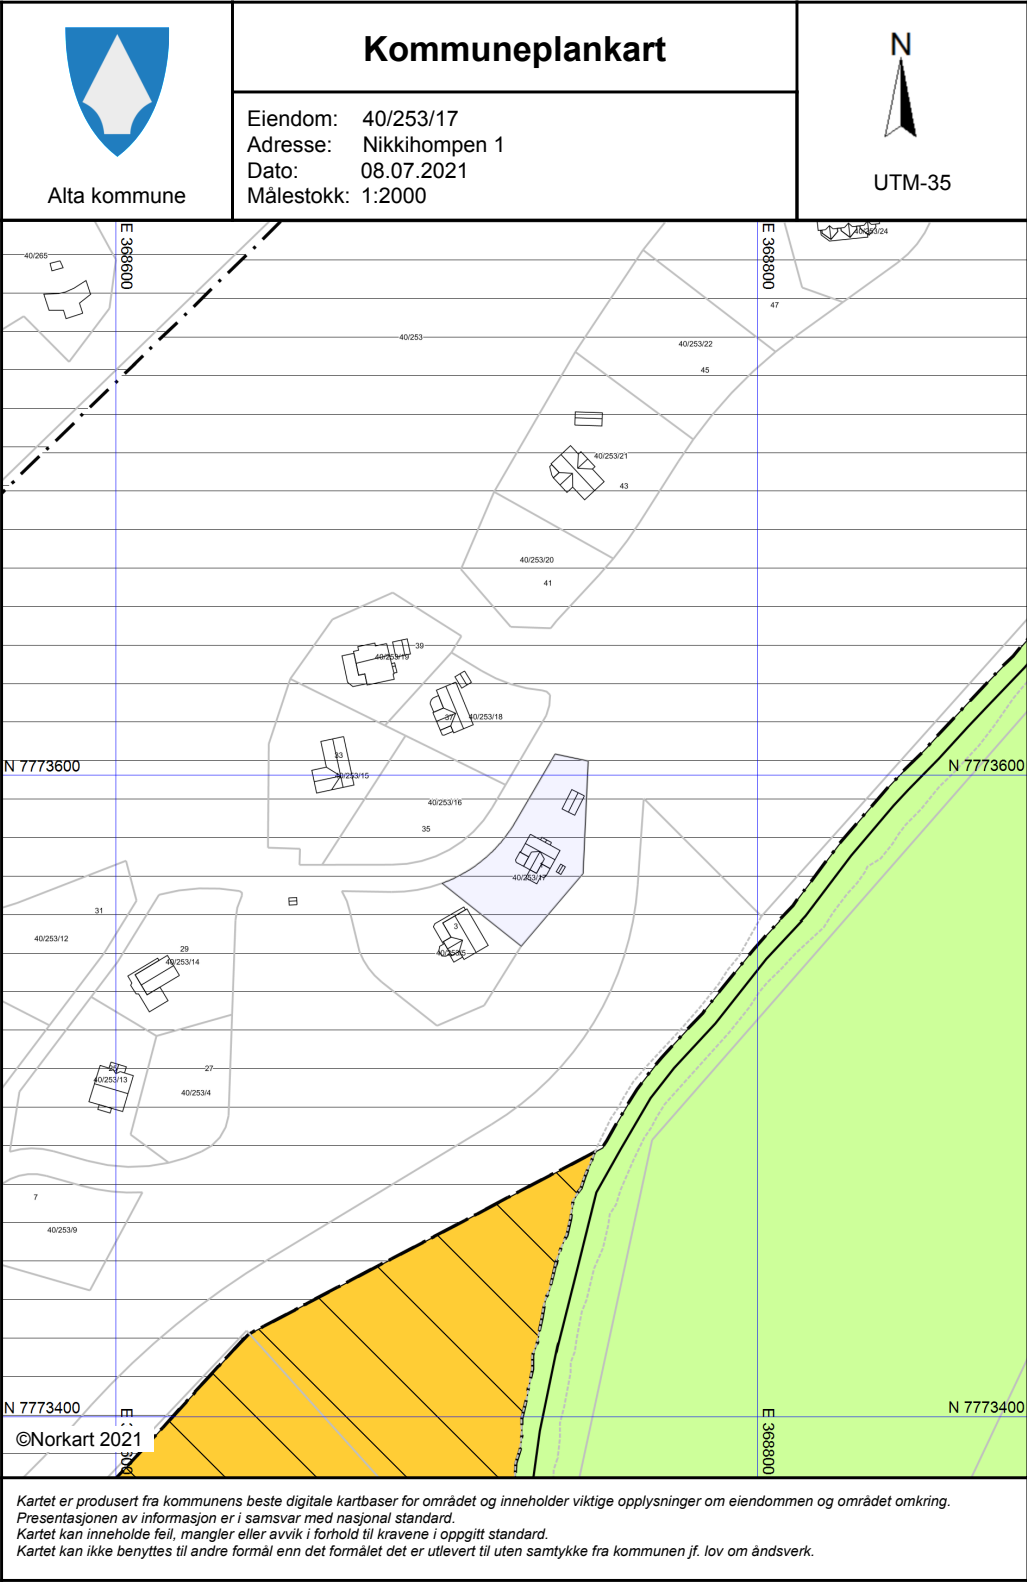 Kommuneplankart
Eiendom: 40/253/17
Adresse: Nikkihompen 1
Dato: 08.07.2021
Målestokk: 1:2000
Alta kommune
N
UTM-35
E 368600
E 368800
40/253/24
40/265
47
40/253
40/253/22
45
40/253/21
43
40/253/20
41
39
40/253/19
37
40/253/18
33
40/253/15
N 7773600
N 7773600
40/253/16
35
40/253/17
31
3
40/253/12
29
40/253/5
40/253/14
27
40/253/13
40/253/4
7
40/253/9
N 7773400
N 7773400
E 368800
©Norkart 2021
Kartet er produsert fra kommunens beste digitale kartbaser for området og inneholder viktige opplysninger om eiendommen og området omkring.
Presentasjonen av informasjon er i samsvar med nasjonal standard.
Kartet kan inneholde feil, mangler eller avvik i forhold til kravene i oppgitt standard.
Kartet kan ikke benyttes til andre formål enn det formålet det er utlevert til uten samtykke fra kommunen jf. lov om åndsverk.